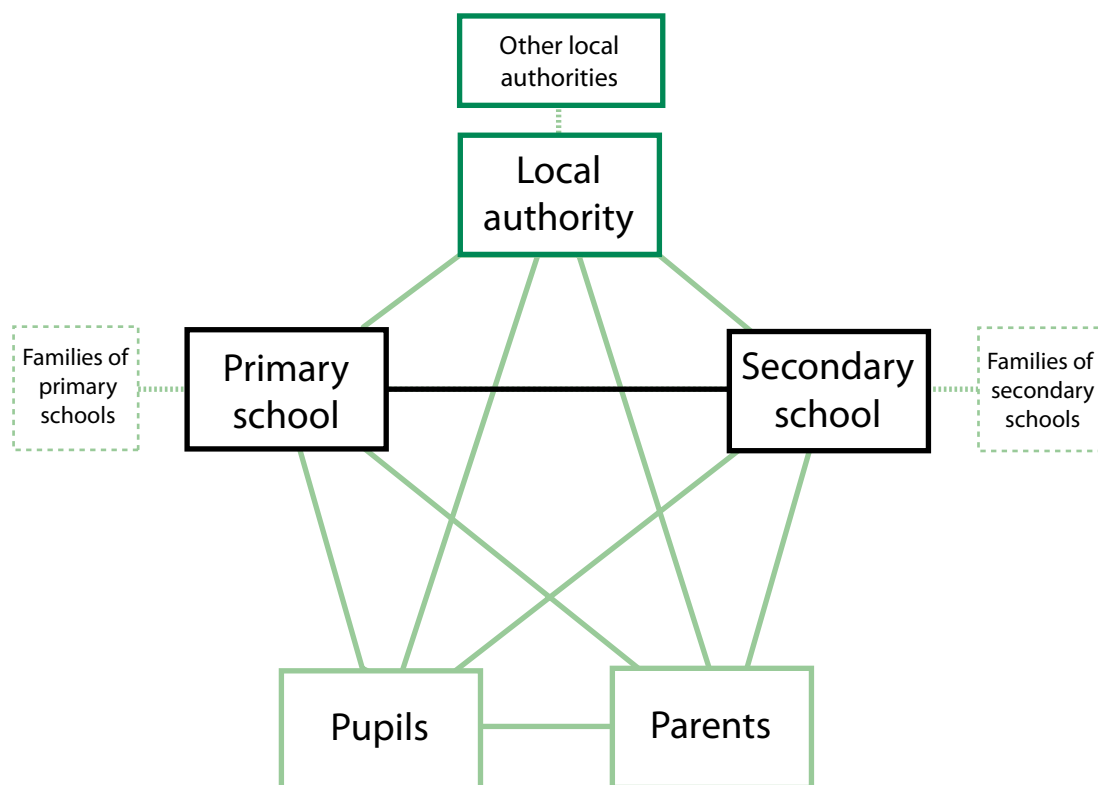 Other local
authorities
Local
authority
Families of
primary
schools
Primary
school
Secondary
school
Families of
secondary
schools
Pupils
Parents